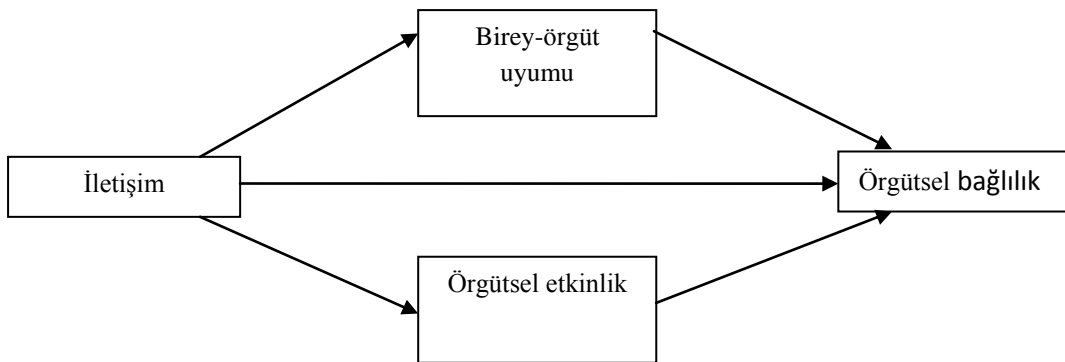 Birey-örgüt
uyumu
İletişim
Örgütsel bağlılık
Örgütsel etkinlik